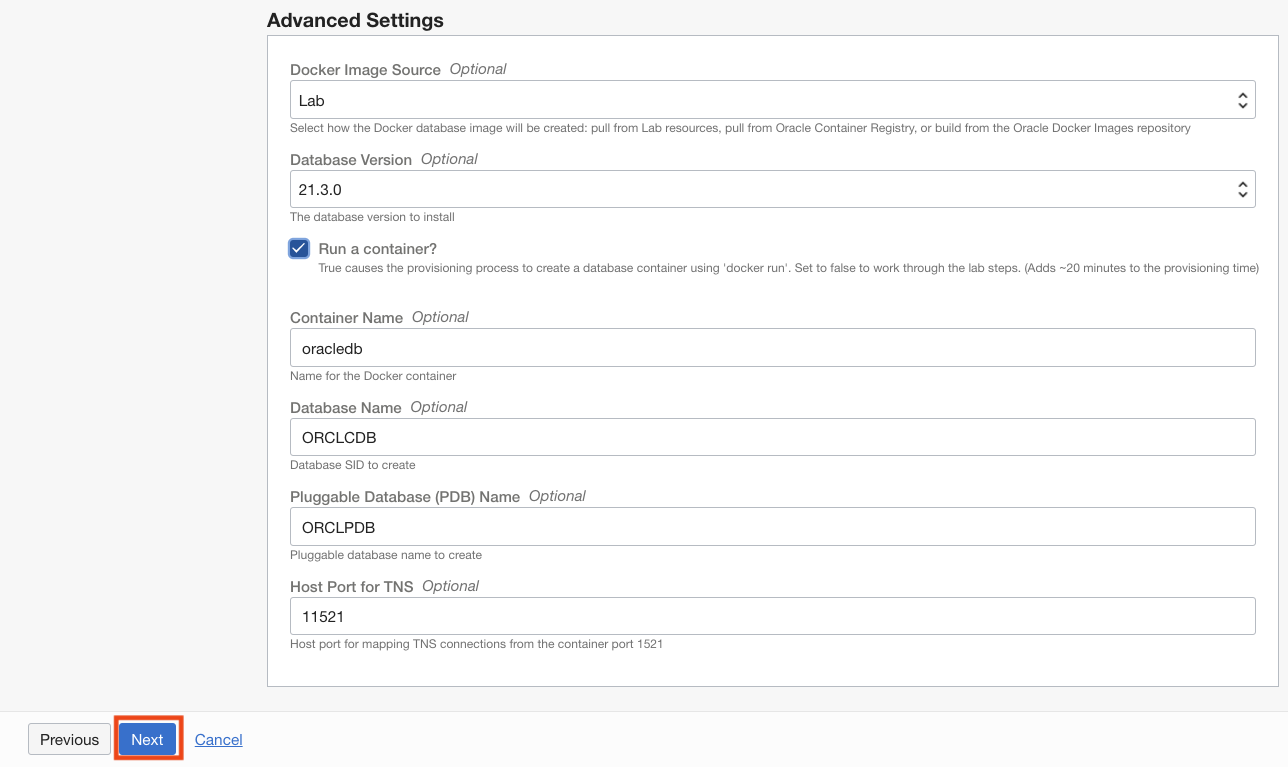 Advanced Settings
Docker Image Source Optional
Lab
Select how the Docker database image will be created: pull from Lab resources, pull from Oracle Container Registry, or build from the Oracle Docker Images repository
Database Version Optional
21.3.0
The database version to install
Run a container?
True causes the provisioning process to create a database container using 'docker run'. Set to false to work through the lab steps. (Adds ~20 minutes to the provisioning time)
Container Name Optional
oracledb
Name for the Docker container
Database Name Optional
ORCLCDB
Database SID to create
Pluggable Database (PDB) Name Optional
ORCLPDB
Pluggable database name to create
Host Port for TNS Optional
11521
Host port for mapping TNS connections from the container port 1521
Previous Next Cancel